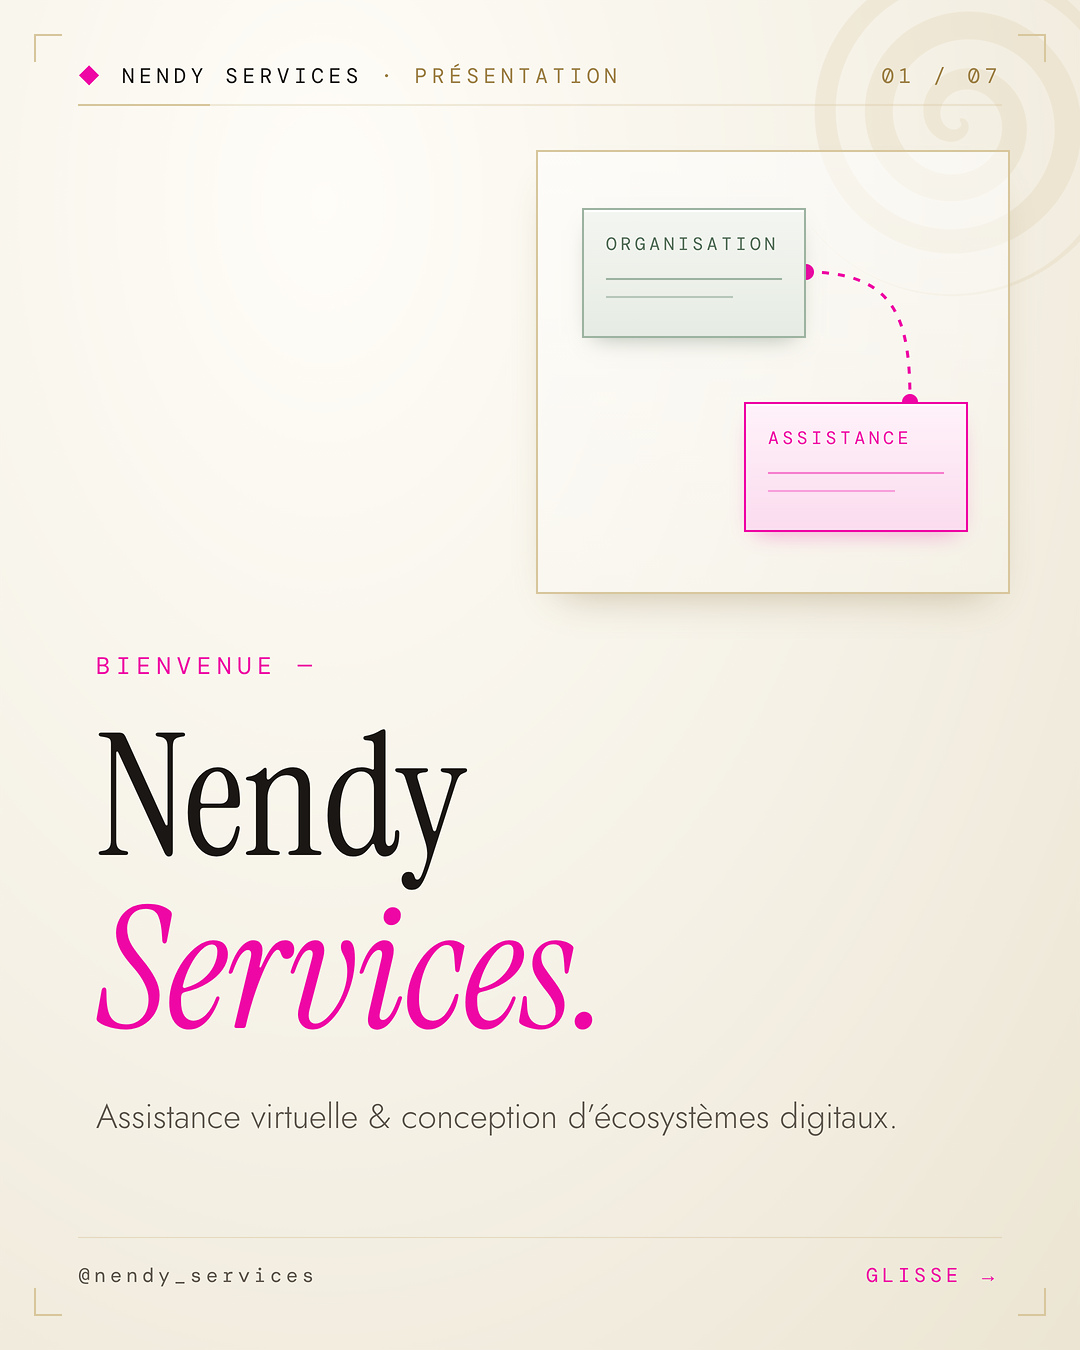 NENDY SERVICES · PRÉSENTATION 01 / 07
ORGANISATION
ASSISTANCE
BIENVENUE —
Nendy
Services.
Assistance virtuelle & conception d’écosystèmes digitaux.
@nendy_services GLISSE →